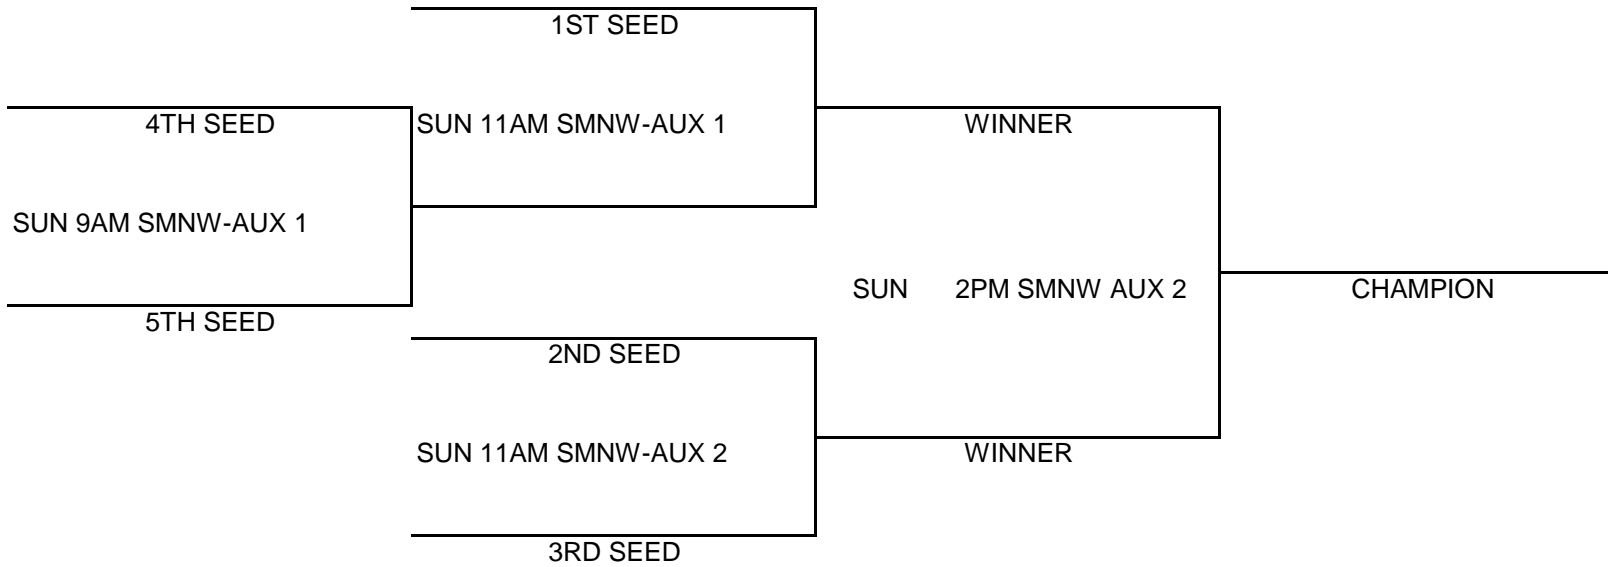 1ST SEED
4TH SEED
SUN 11AM SMNW-AUX 1
WINNER
SUN 9AM SMNW-AUX 1
SUN 2PM SMNW AUX 2
CHAMPION
5TH SEED
2ND SEED
SUN 11AM SMNW-AUX 2
WINNER
3RD SEED